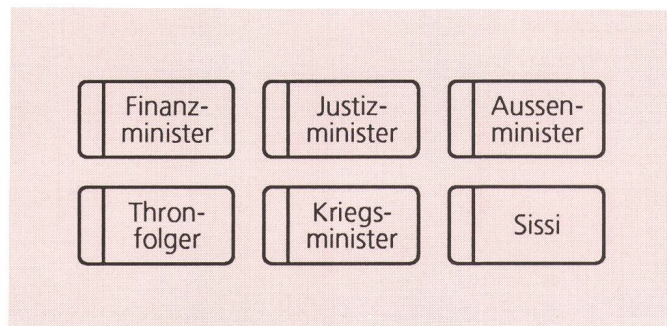 Finanz-
minister
Justiz-
minister
Aussen-
minister
Thron-
folger
Kriegs-
minister
Sissi